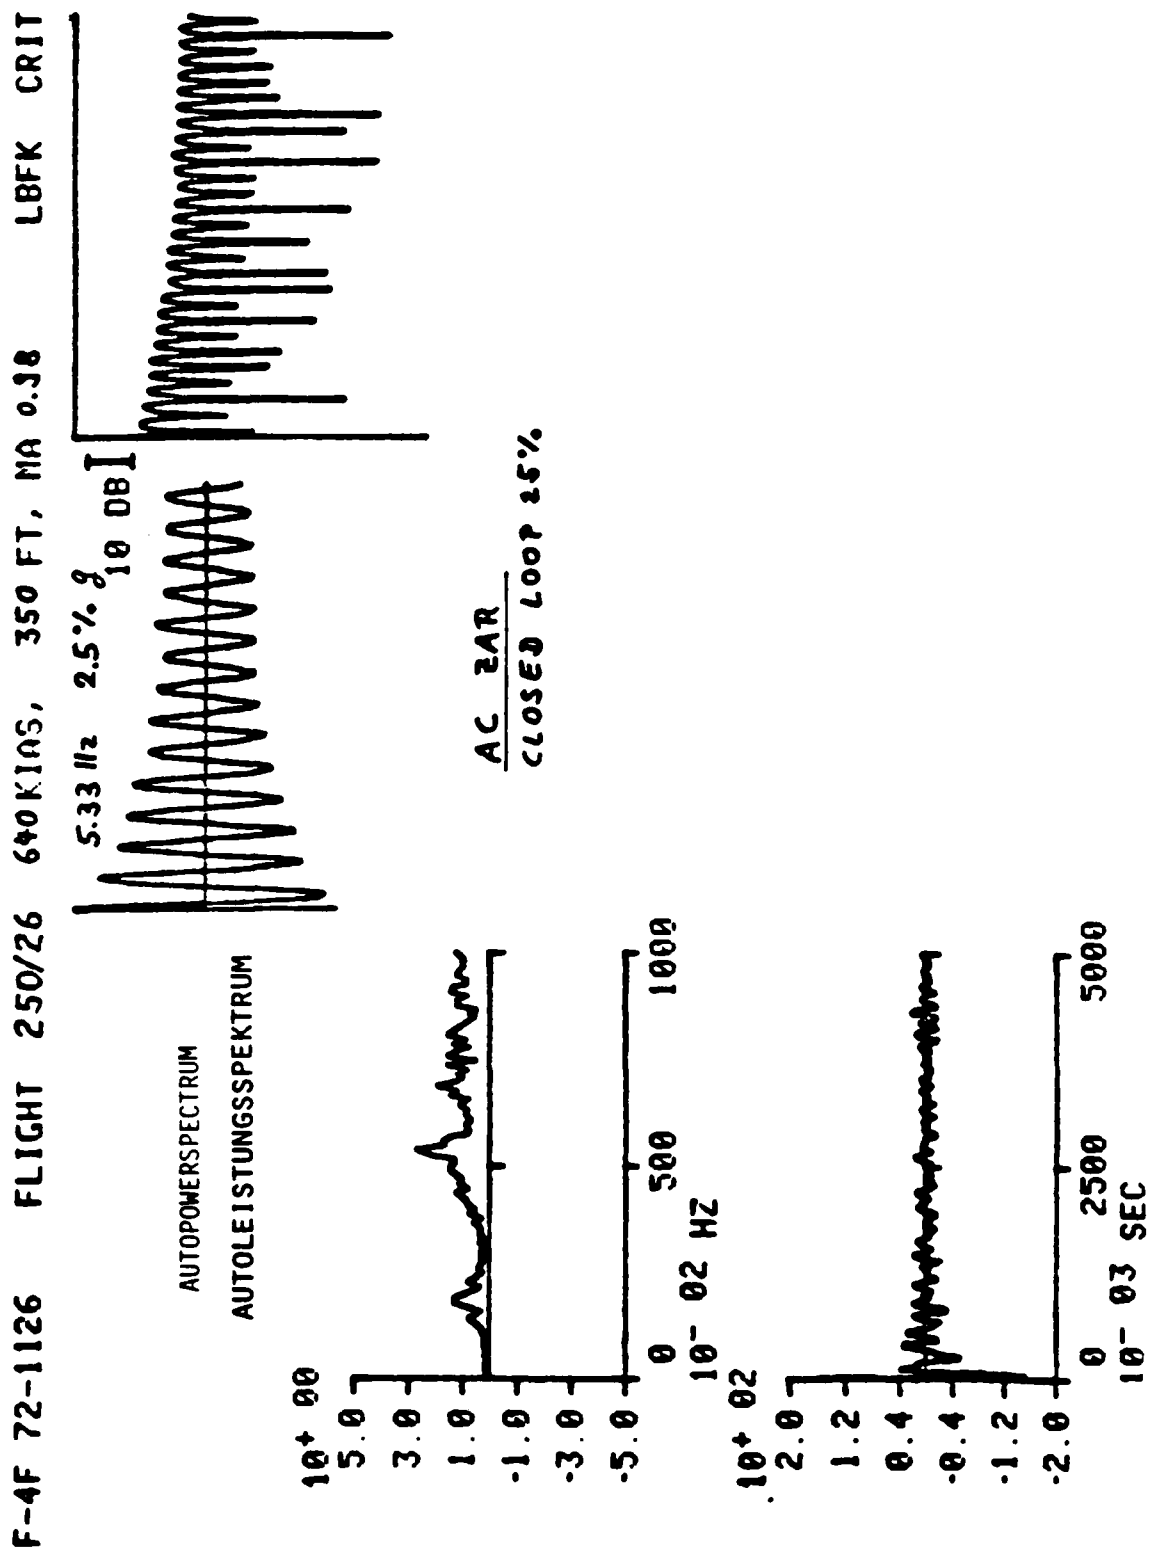 F-4F 72-1126 FLIGHT 250/26 640KIAS, 350 FT, MA 0.98 LBFK CRIT
5.33 Hz 2.5% g
10 DB
AUTOPOWERSPECTRUM
AUTOLEISTUNGSSPEKTRUM
10+ 00
5.0
3.0
1.0
-1.0
-3.0
-5.0
0 500 1000
10- 02 HZ
AC ZAR
CLOSED LOOP 25%
10+ 02
2.0
1.2
0.4
-0.4
-1.2
-2.0
0 2500 5000
10- 03 SEC